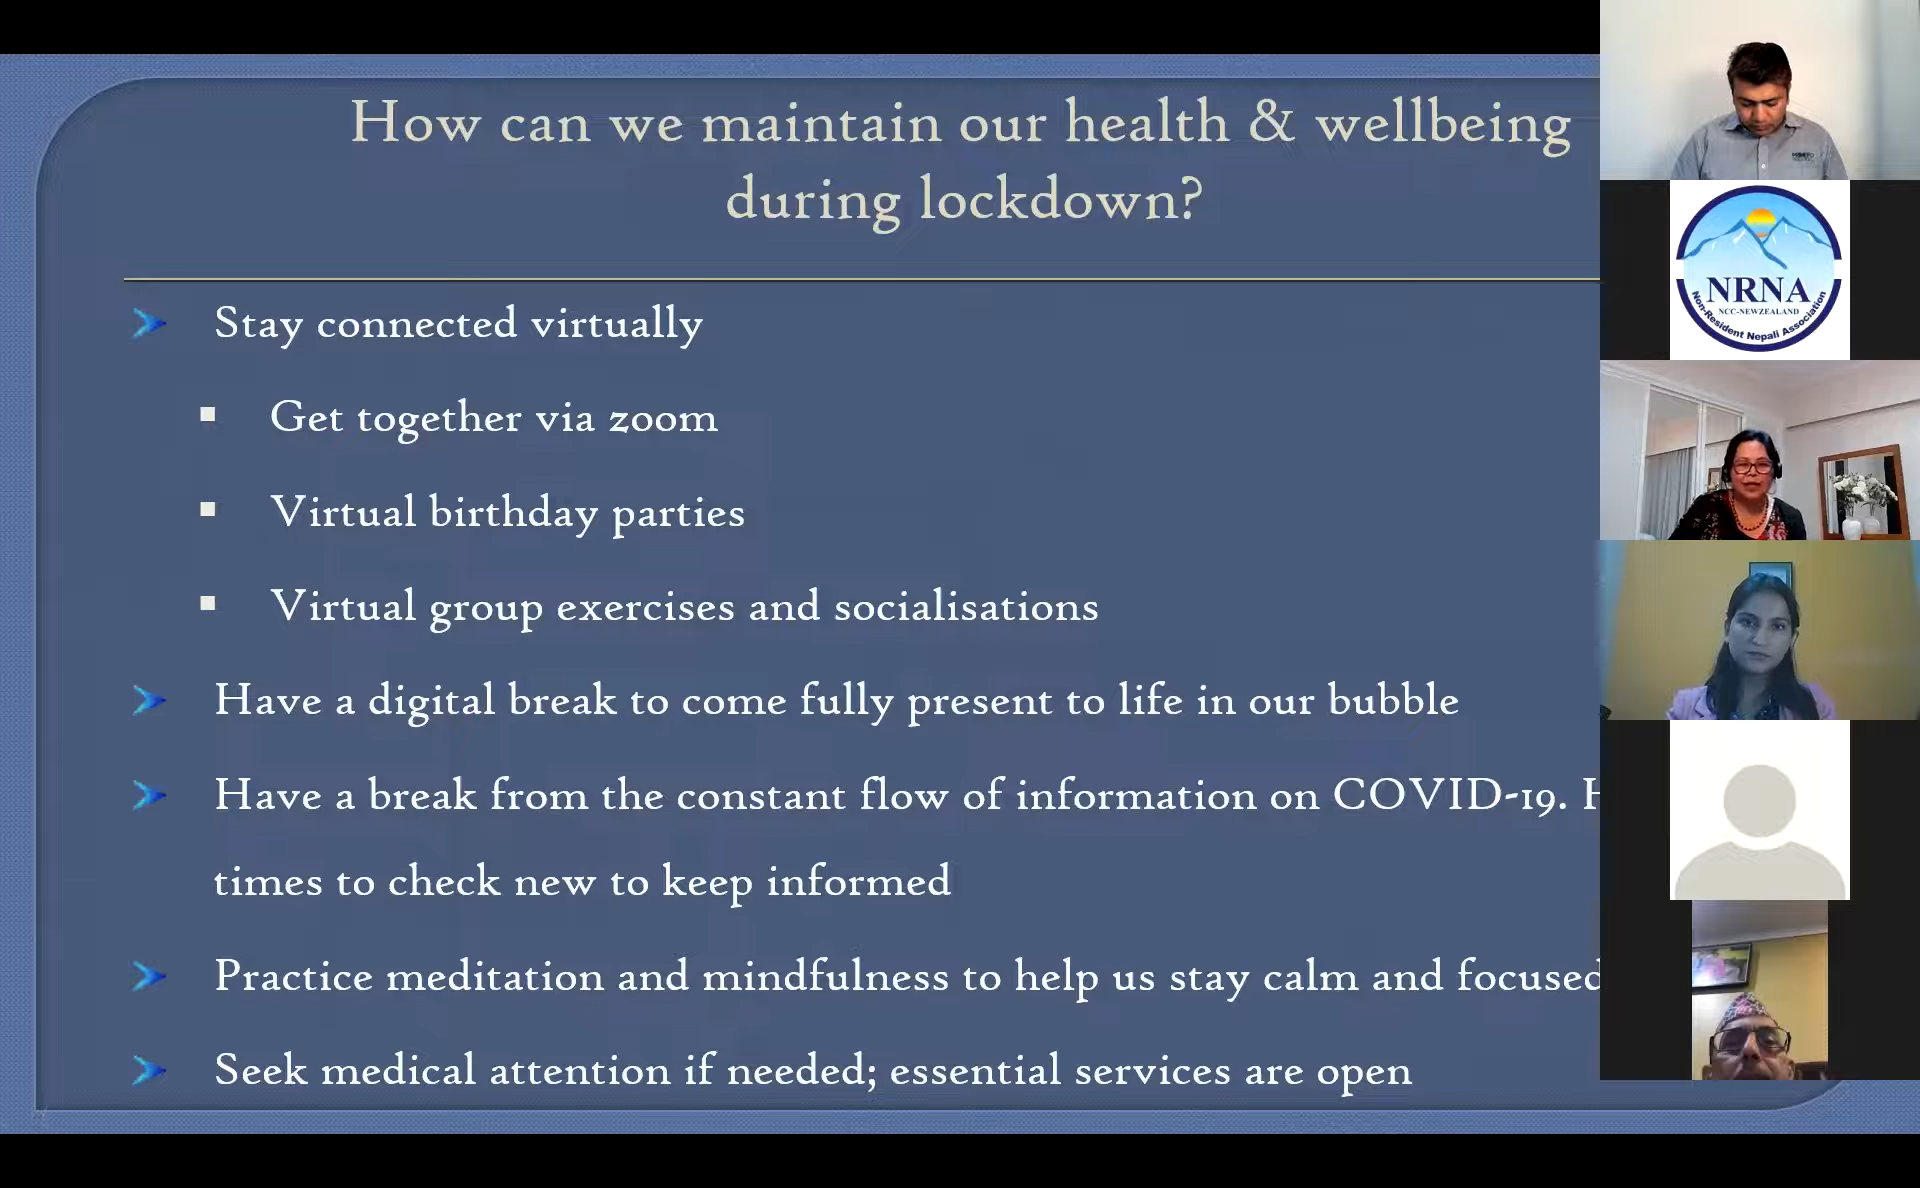 How can we maintain our health & wellbeing
during lockdown?
Stay connected virtually
Get together via zoom
Virtual birthday parties
Virtual group exercises and socialisations
Have a digital break to come fully present to life in our bubble
Have a break from the constant flow of information on COVID-19.
times to check new to keep informed
Practice meditation and mindfulness to help us stay calm and focused
Seek medical attention if needed; essential services are open
NRNA
NCC-NEWZEALAND
Non-Resident Nepali Association